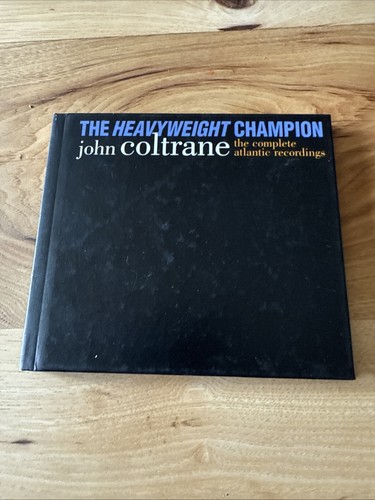 THE HEAVYWEIGHT CHAMPION
john coltrane
the complete
atlantic recordings